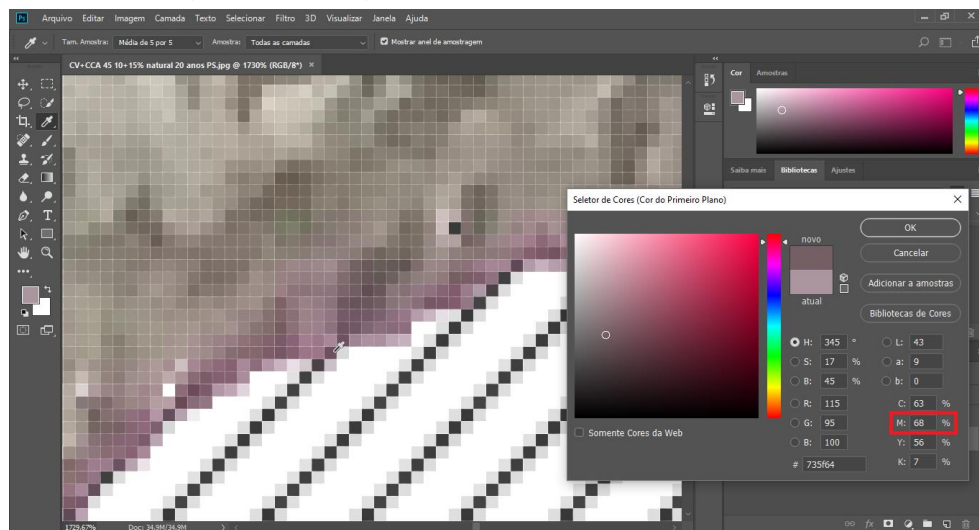 Ps Arquivo Editar Imagem Camada Texto Selecionar Filtro 3D Visualizar Janela Ajuda
Tam. Amostra: Média de 5 por 5 Amostra: Todas as camadas Mostrar anel de amostragem
CV+CCA 45 10+15% natural 20 anos PS.jpg @ 1730% (RGB/8*) ×
Cor Amostras
Saiba mais Bibliotecas Ajustes
Seletor de Cores (Cor do Primeiro Plano)
novo
atual
OK
Cancelar
Adicionar a amostras
Bibliotecas de Cores
H: 345 ° L: 43
S: 17 % a: 9
B: 45 % b: 0
R: 115 C: 63 %
G: 95 M: 68 %
B: 100 Y: 56 %
# 735f64 K: 7 %
Somente Cores da Web
1729,67% Doc: 34,9M/34,9M
fx